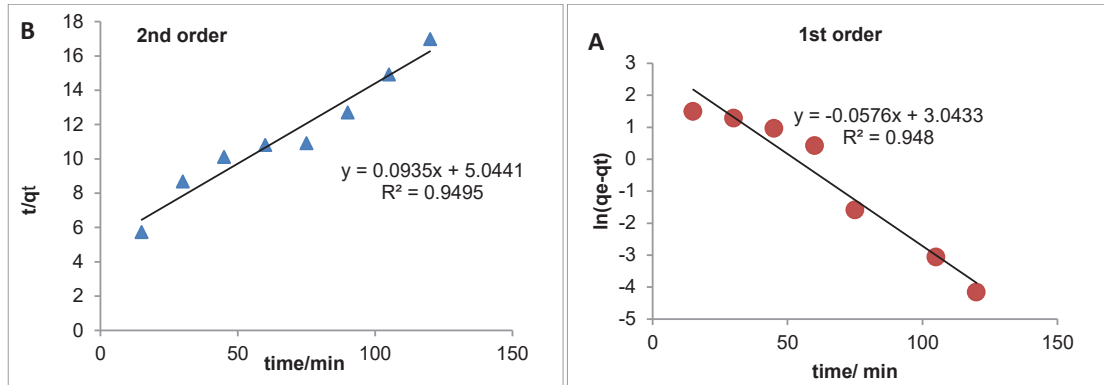 B
2nd order
18
16
14
12
10
8
6
4
2
0
t/qt
y = 0.0935x + 5.0441
R² = 0.9495
0
50
100
150
time/min
A
1st order
2
1
0
-1
-2
-3
-4
-5
ln(qe-qt)
y = -0.0576x + 3.0433
R² = 0.948
0
50
100
150
time/ min